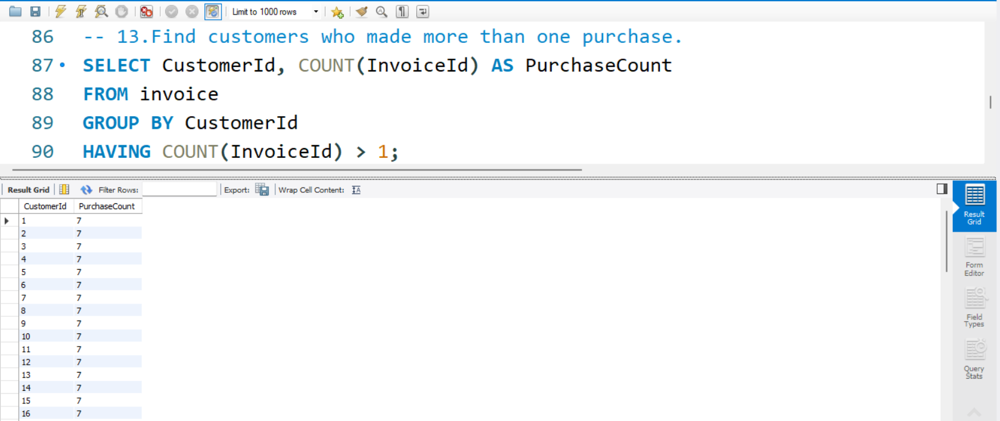 Limit to 1000 rows
86 -- 13.Find customers who made more than one purchase.
87 SELECT CustomerId, COUNT(InvoiceId) AS PurchaseCount
88 FROM invoice
89 GROUP BY CustomerId
90 HAVING COUNT(InvoiceId) > 1;
Result Grid Filter Rows: Export: Wrap Cell Content: IA
CustomerId PurchaseCount
1 7
2 7
3 7
4 7
5 7
6 7
7 7
8 7
9 7
10 7
11 7
12 7
13 7
14 7
15 7
16 7
Result
Grid
Form
Editor
Field
Types
Query
Stats